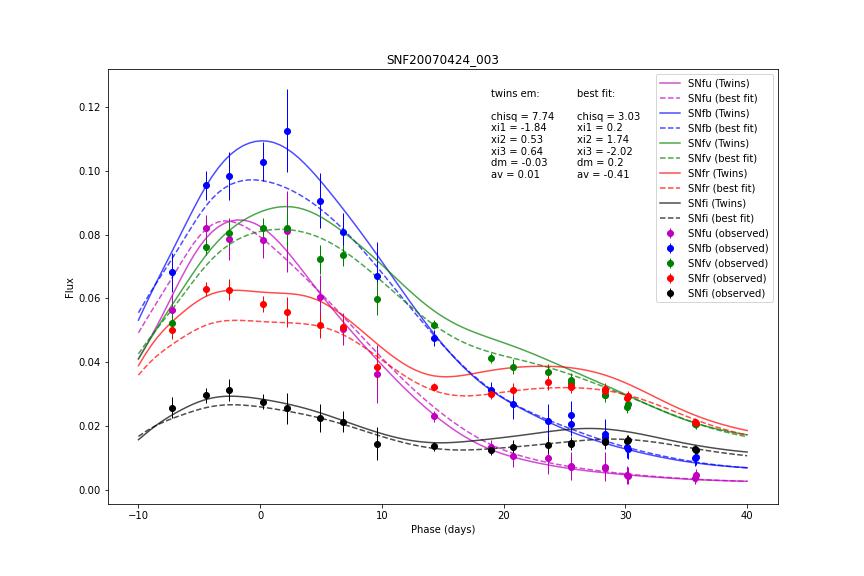 SNF20070424_003
twins em: best fit:
chisq = 7.74 chisq = 3.03
xi1 = -1.84 xi1 = 0.2
xi2 = 0.53 xi2 = 1.74
xi3 = 0.64 xi3 = -2.02
dm = -0.03 dm = 0.2
av = 0.01 av = -0.41
SNfu (Twins)
SNfu (best fit)
SNfb (Twins)
SNfb (best fit)
SNfv (Twins)
SNfv (best fit)
SNfr (Twins)
SNfr (best fit)
SNfi (Twins)
SNfi (best fit)
SNfu (observed)
SNfb (observed)
SNfv (observed)
SNfr (observed)
SNfi (observed)
Flux
0.12
0.10
0.08
0.06
0.04
0.02
0.00
−10 0 10 20 30 40
Phase (days)